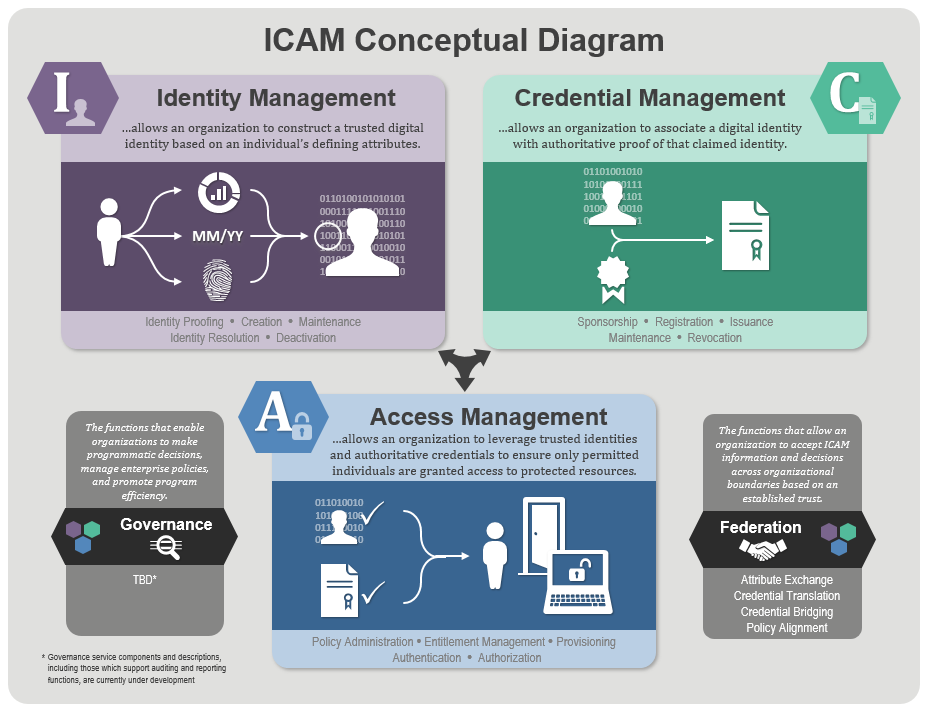 ICAM Conceptual Diagram
I
Identity Management
...allows an organization to construct a trusted digital
identity based on an individual's defining attributes.
MM/YY
011010010101010101
Identity Proofing • Creation • Maintenance
Identity Resolution • Deactivation
C
Credential Management
...allows an organization to associate a digital identity
with authoritative proof of that claimed identity.
01101001010
Sponsorship • Registration • Issuance
Maintenance • Revocation
A
Access Management
...allows an organization to leverage trusted identities
and authoritative credentials to ensure only permitted
individuals are granted access to protected resources.
011010010
Policy Administration • Entitlement Management • Provisioning
Authentication • Authorization
The functions that enable
organizations to make
programmatic decisions,
manage enterprise policies,
and promote program
efficiency.
Governance
TBD*
* Governance service components and descriptions,
including those which support auditing and reporting
functions, are currently under development
The functions that allow an
organization to accept ICAM
information and decisions
across organizational
boundaries based on an
established trust.
Federation
Attribute Exchange
Credential Translation
Credential Bridging
Policy Alignment